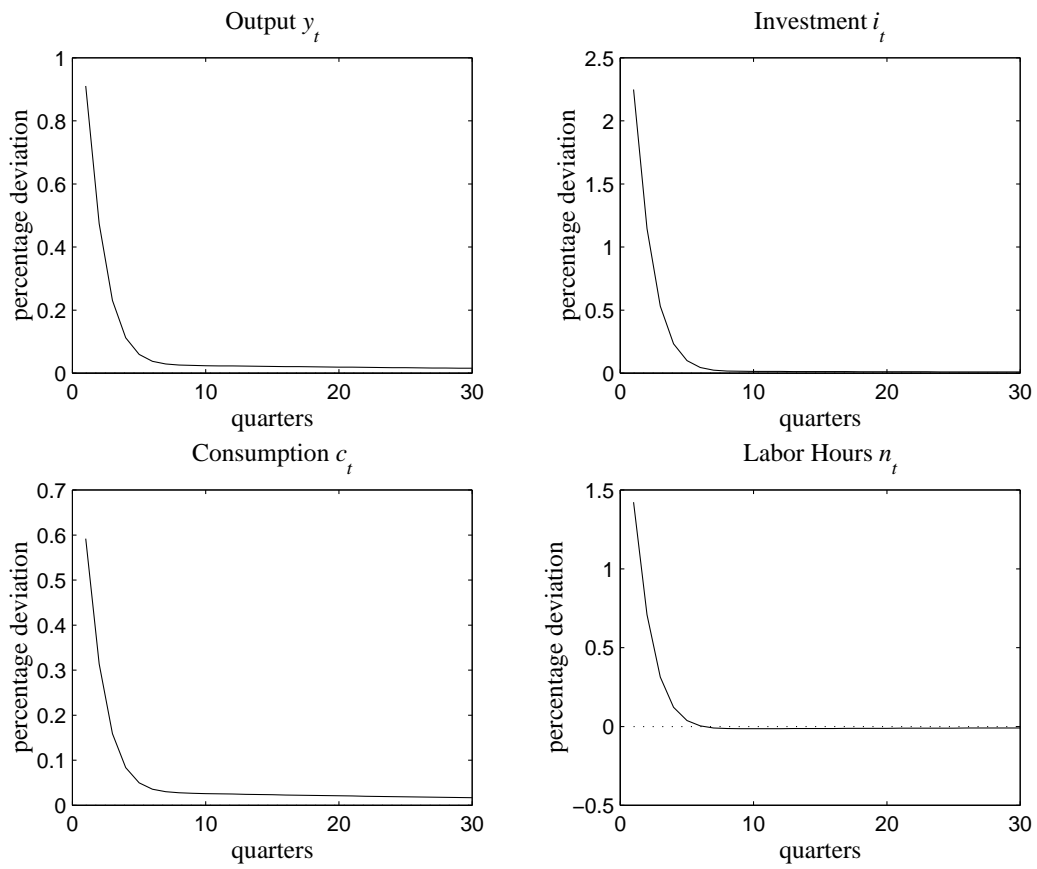 Output y_t
percentage deviation
1
0.8
0.6
0.4
0.2
0
0 10 20 30
quarters
Investment i_t
percentage deviation
2.5
2
1.5
1
0.5
0
0 10 20 30
quarters
Consumption c_t
percentage deviation
0.7
0.6
0.5
0.4
0.3
0.2
0.1
0
0 10 20 30
quarters
Labor Hours n_t
percentage deviation
1.5
1
0.5
0
−0.5
0 10 20 30
quarters